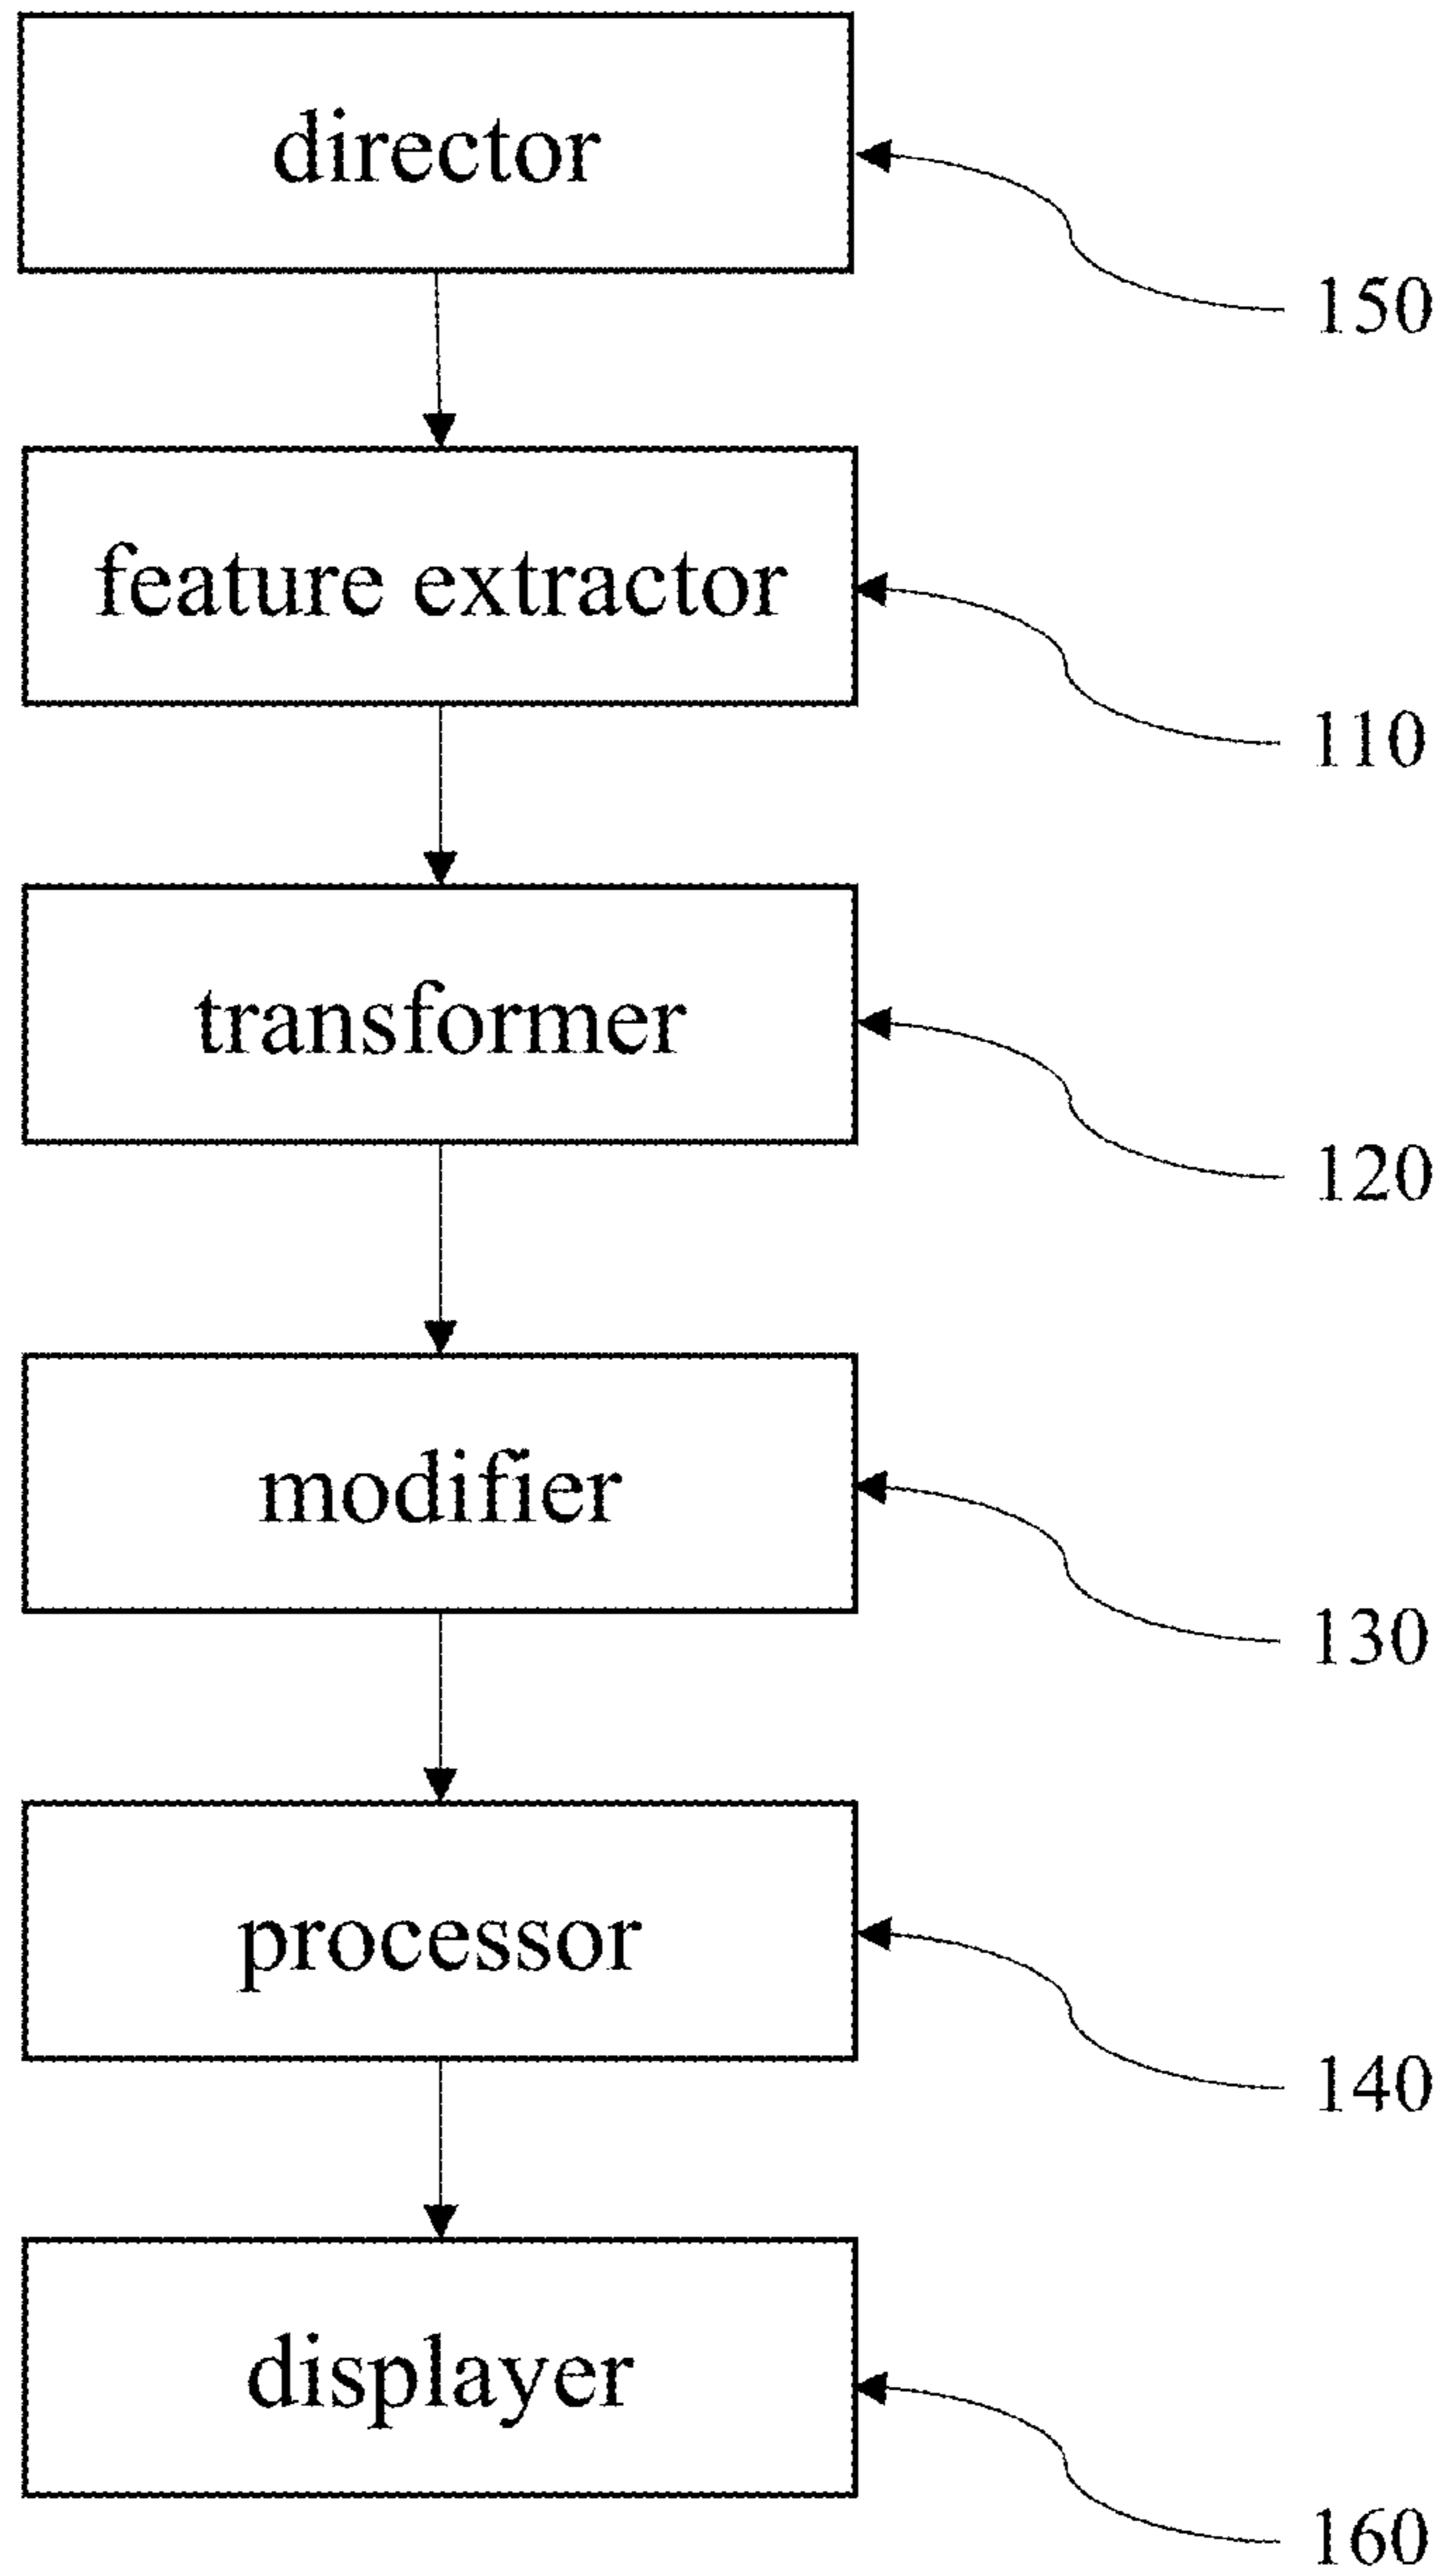 director
150
feature extractor
110
transformer
120
modifier
130
processor
140
displayer
160